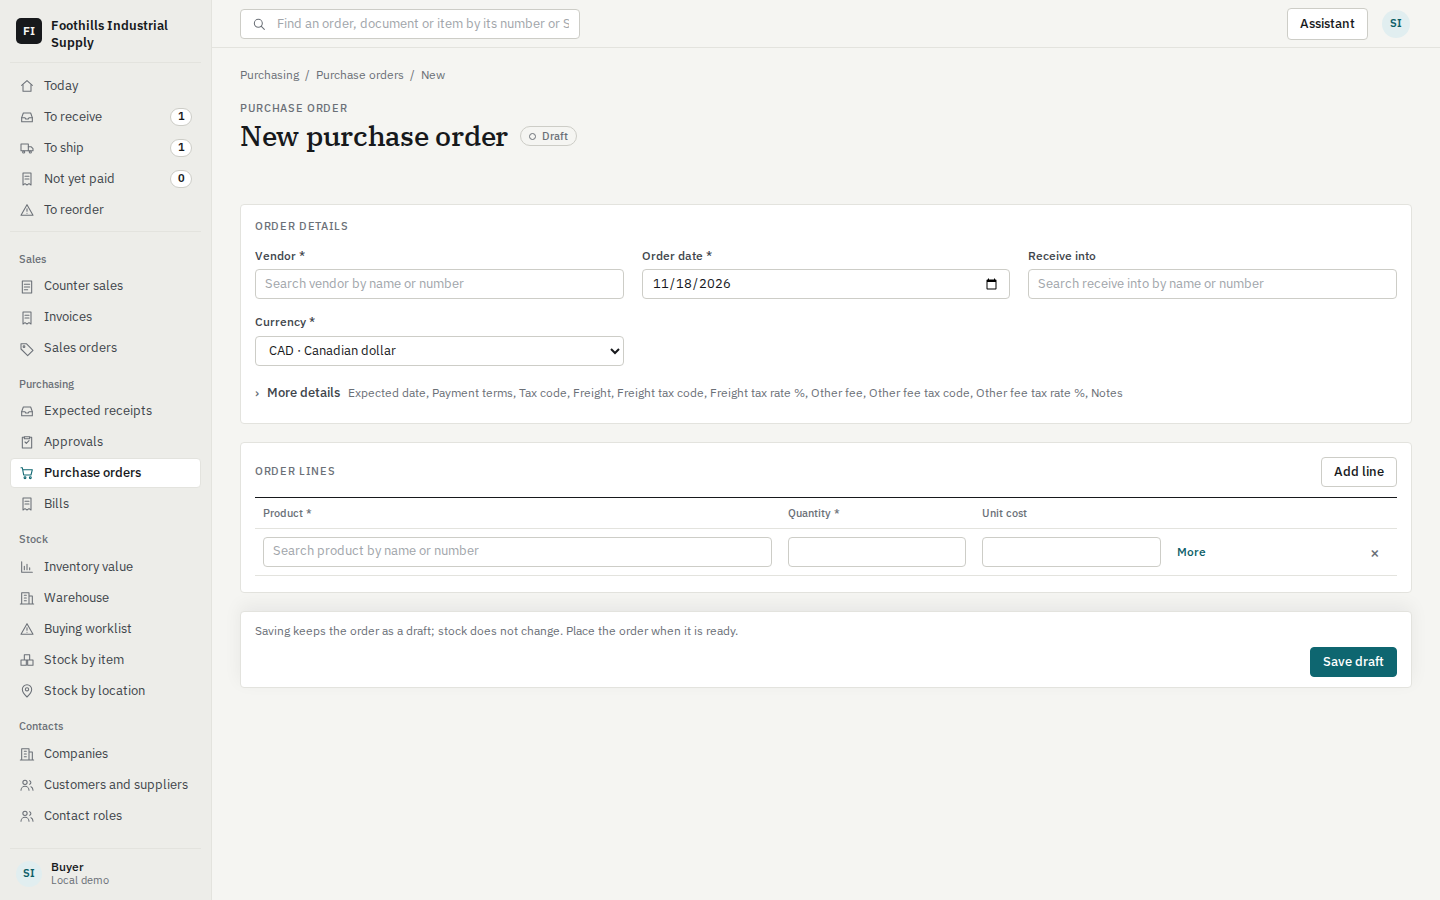 FI
Foothills Industrial
Supply
Today
To receive 1
To ship 1
Not yet paid 0
To reorder
Sales
Counter sales
Invoices
Sales orders
Purchasing
Expected receipts
Approvals
Purchase orders
Bills
Stock
Inventory value
Warehouse
Buying worklist
Stock by item
Stock by location
Contacts
Companies
Customers and suppliers
Contact roles
SI
Buyer
Local demo
Find an order, document or item by its number or S
Assistant
SI
Purchasing / Purchase orders / New
PURCHASE ORDER
New purchase order
Draft
ORDER DETAILS
Vendor * Order date * Receive into
Search vendor by name or number 11/18/2026 Search receive into by name or number
Currency *
CAD · Canadian dollar
› More details Expected date, Payment terms, Tax code, Freight, Freight tax code, Freight tax rate %, Other fee, Other fee tax code, Other fee tax rate %, Notes
ORDER LINES
Add line
Product * Quantity * Unit cost
Search product by name or number More ×
Saving keeps the order as a draft; stock does not change. Place the order when it is ready.
Save draft